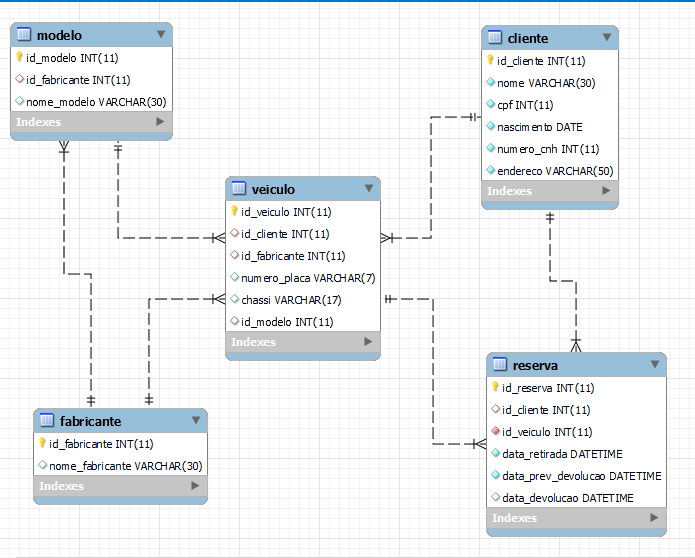 modelo
id_modelo INT(11)
id_fabricante INT(11)
nome_modelo VARCHAR(30)
Indexes
cliente
id_cliente INT(11)
nome VARCHAR(30)
cpf INT(11)
nascimento DATE
numero_cnh INT(11)
endereco VARCHAR(50)
Indexes
veiculo
id_veiculo INT(11)
id_cliente INT(11)
id_fabricante INT(11)
numero_placa VARCHAR(7)
chassi VARCHAR(17)
id_modelo INT(11)
Indexes
reserva
id_reserva INT(11)
id_cliente INT(11)
id_veiculo INT(11)
data_retirada DATETIME
data_prev_devolucao DATETIME
data_devolucao DATETIME
Indexes
fabricante
id_fabricante INT(11)
nome_fabricante VARCHAR(30)
Indexes